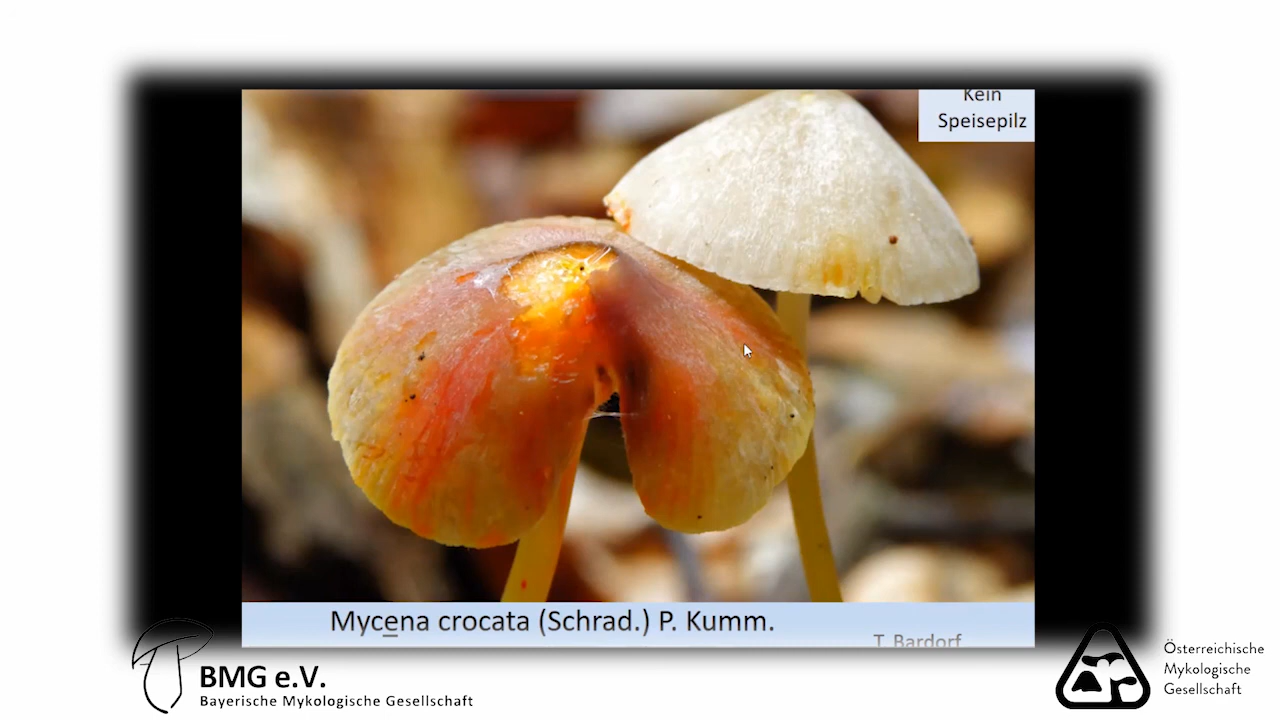 Kein
Speisepilz
Mycena crocata (Schrad.) P. Kumm.
T. Bardorf
BMG e.V.
Bayerische Mykologische Gesellschaft
Österreichische
Mykologische
Gesellschaft